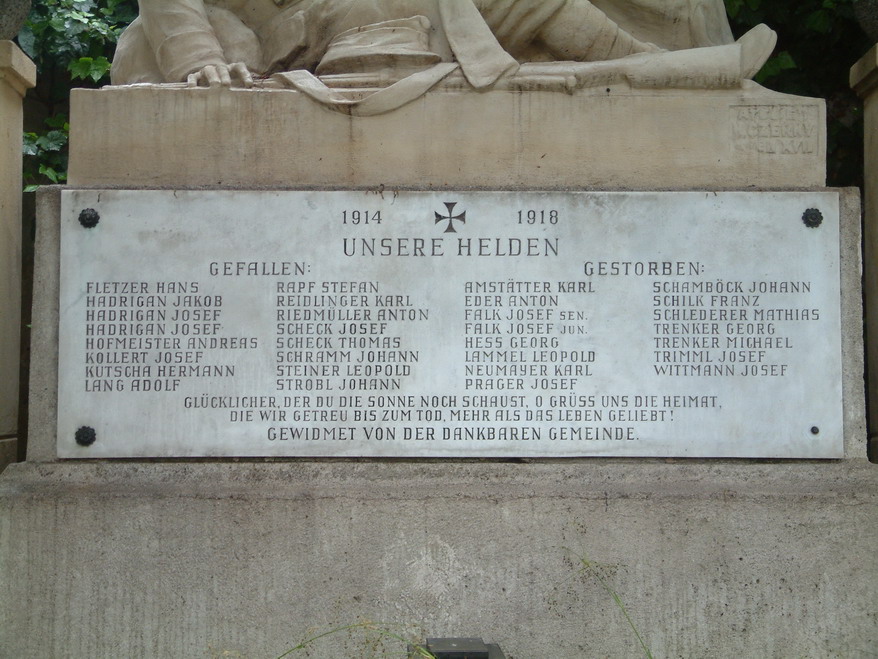 1914 1918
UNSERE HELDEN
GEFALLEN:
FLETZER HANS
HADRIGAN JAKOB
HADRIGAN JOSEF
HADRIGAN JOSEF
HOFMEISTER ANDREAS
KOLLERT JOSEF
KUTSCHA HERMANN
LANG ADOLF
RAPF STEFAN
REIDLINGER KARL
RIEDMÜLLER ANTON
SCHECK JOSEF
SCHECK THOMAS
SCHRAMM JOHANN
STEINER LEOPOLD
STROBL JOHANN
GESTORBEN:
AMSTÄTTER KARL
EDER ANTON
FALK JOSEF SEN.
FALK JOSEF JUN.
HESS GEORG
LAMMEL LEOPOLD
NEUMAYER KARL
PRAGER JOSEF
SCHAMBÖCK JOHANN
SCHILK FRANZ
SCHLEDERER MATHIAS
TRENKER GEORG
TRENKER MICHAEL
TRIMML JOSEF
WITTMANN JOSEF
GLÜCKLICHER, DER DU DIE SONNE NOCH SCHAUST, O GRÜSS UNS DIE HEIMAT,
DIE WIR GETREU BIS ZUM TOD, MEHR ALS DAS LEBEN GELIEBT!
GEWIDMET VON DER DANKBAREN GEMEINDE.